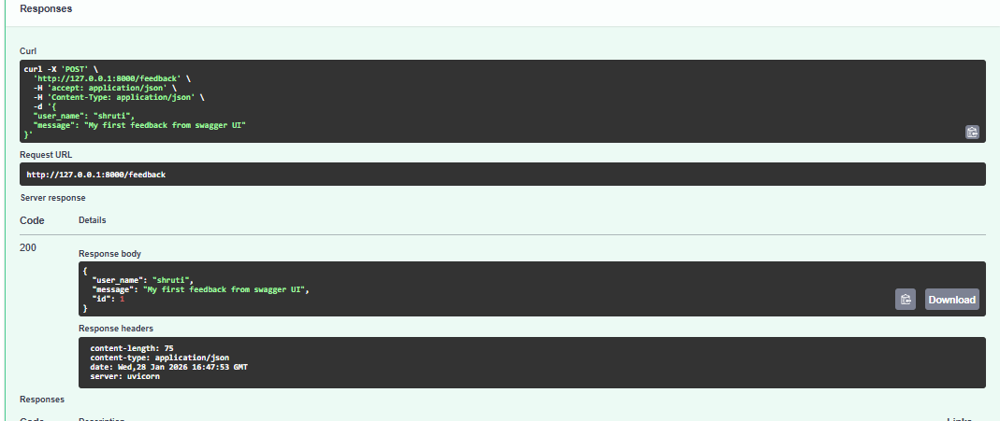 Responses
Curl
curl -X 'POST' \
'http://127.0.0.1:8000/feedback' \
-H 'accept: application/json' \
-H 'Content-Type: application/json' \
-d '{
"user_name": "shruti",
"message": "My first feedback from swagger UI"
}'
Request URL
http://127.0.0.1:8000/feedback
Server response
Code Details
200
Response body
{
"user_name": "shruti",
"message": "My first feedback from swagger UI",
"id": 1
}
Download
Response headers
content-length: 75
content-type: application/json
date: Wed,28 Jan 2026 16:47:53 GMT
server: uvicorn
Responses
Code Description Links